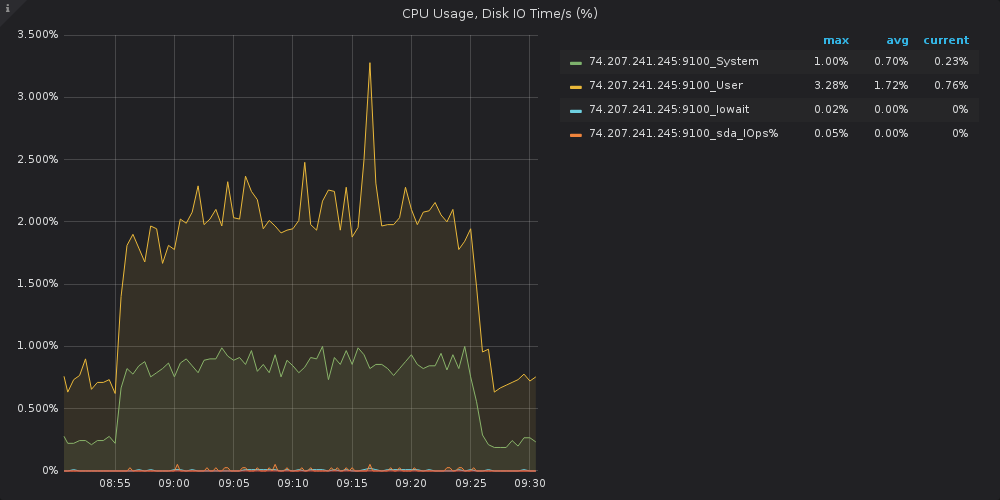 i
CPU Usage, Disk IO Time/s (%)
3.500%
3.000%
2.500%
2.000%
1.500%
1.000%
0.500%
0%
08:55 09:00 09:05 09:10 09:15 09:20 09:25 09:30
max avg current
74.207.241.245:9100_System 1.00% 0.70% 0.23%
74.207.241.245:9100_User 3.28% 1.72% 0.76%
74.207.241.245:9100_Iowait 0.02% 0.00% 0%
74.207.241.245:9100_sda_IOps% 0.05% 0.00% 0%